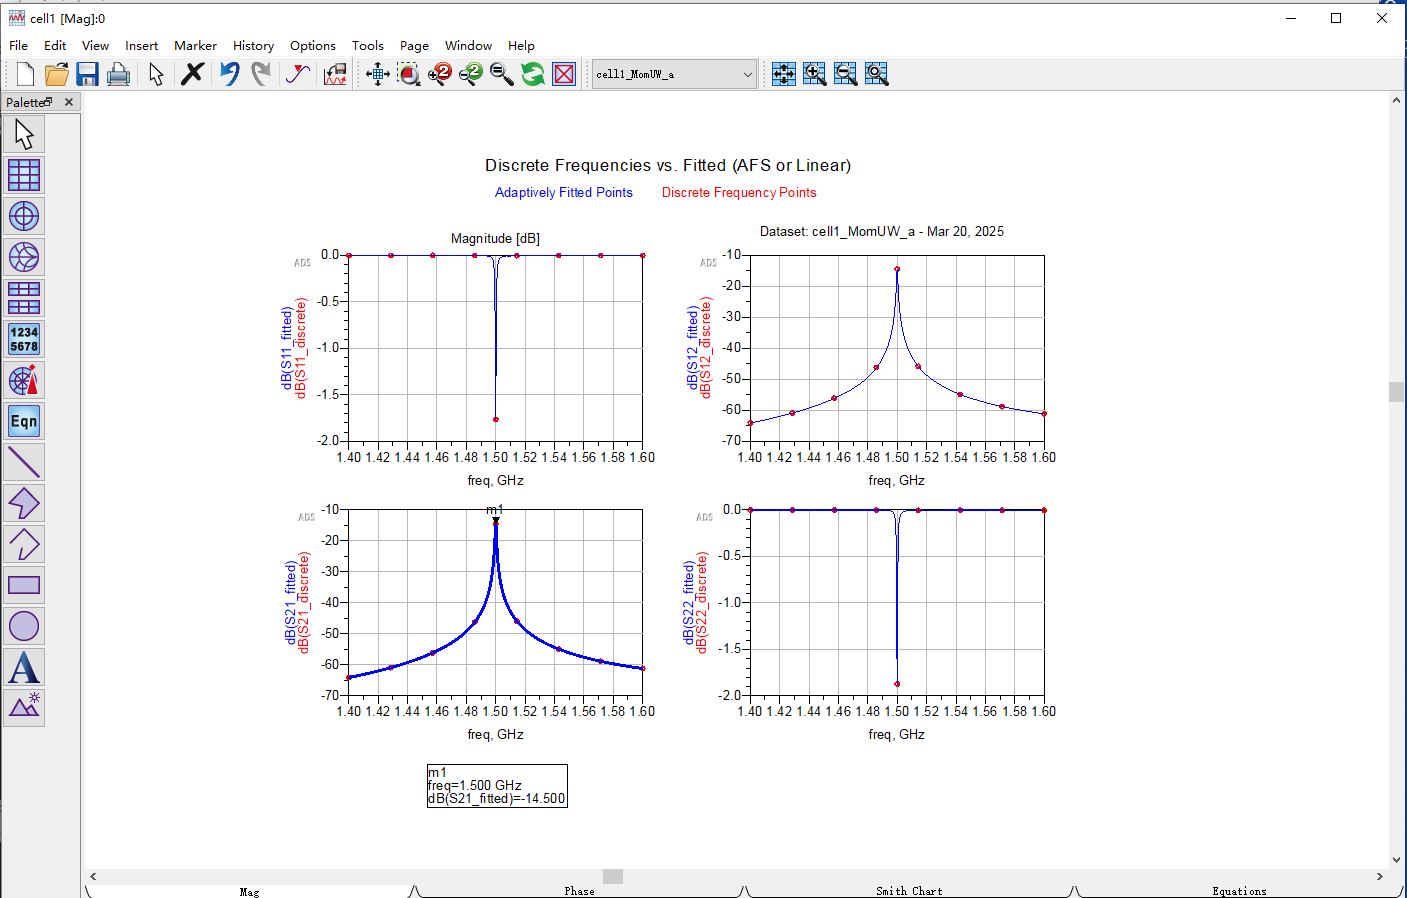 cell1 [Mag]:0
File Edit View Insert Marker History Options Tools Page Window Help
cell1_MomUW_a
Palette
1234
5678
Eqn
A
Discrete Frequencies vs. Fitted (AFS or Linear)
Adaptively Fitted Points Discrete Frequency Points
Magnitude [dB]
ADS
dB(S11_fitted)
dB(S11_discrete)
0.0
-0.5
-1.0
-1.5
-2.0
1.40 1.42 1.44 1.46 1.48 1.50 1.52 1.54 1.56 1.58 1.60
freq, GHz
Dataset: cell1_MomUW_a - Mar 20, 2025
ADS
dB(S12_fitted)
dB(S12_discrete)
-10
-20
-30
-40
-50
-60
-70
1.40 1.42 1.44 1.46 1.48 1.50 1.52 1.54 1.56 1.58 1.60
freq, GHz
m1
ADS
dB(S21_fitted)
dB(S21_discrete)
-10
-20
-30
-40
-50
-60
-70
1.40 1.42 1.44 1.46 1.48 1.50 1.52 1.54 1.56 1.58 1.60
freq, GHz
ADS
dB(S22_fitted)
dB(S22_discrete)
0.0
-0.5
-1.0
-1.5
-2.0
1.40 1.42 1.44 1.46 1.48 1.50 1.52 1.54 1.56 1.58 1.60
freq, GHz
m1
freq=1.500 GHz
dB(S21_fitted)=-14.500
Mag Phase Smith Chart Equations